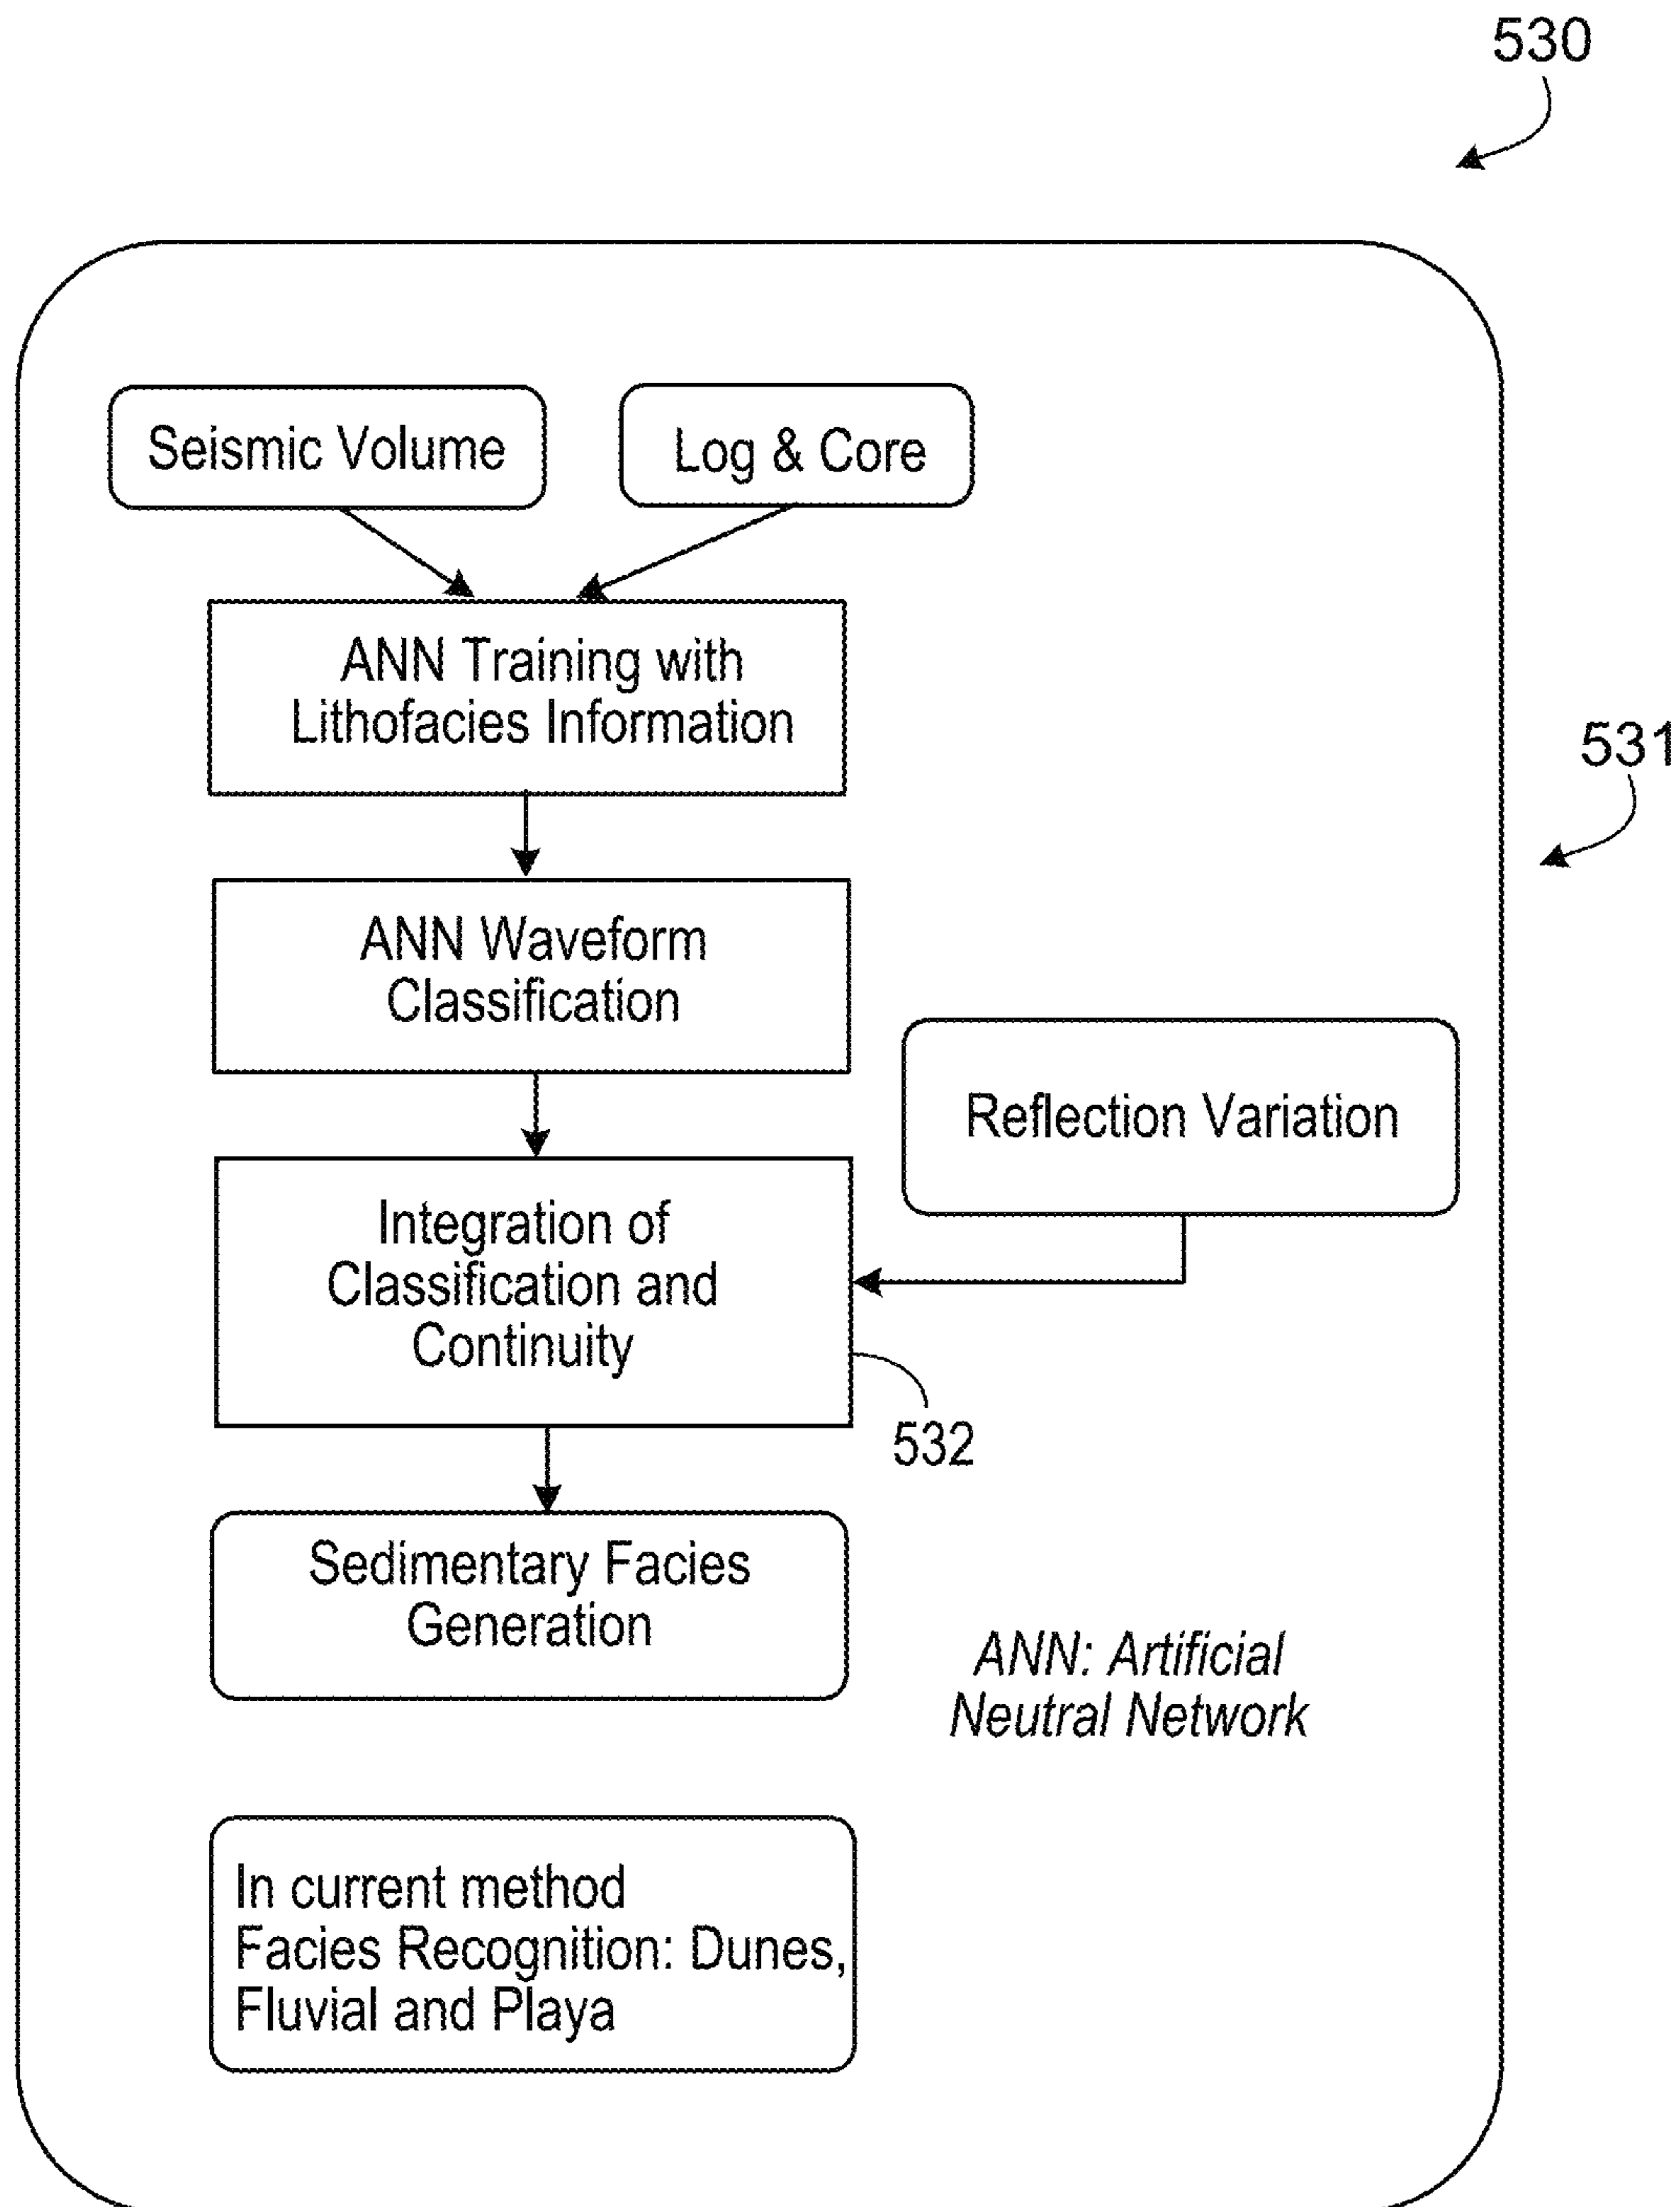 530
Seismic Volume
Log & Core
ANN Training with
Lithofacies Information
531
ANN Waveform
Classification
Reflection Variation
Integration of
Classification and
Continuity
532
Sedimentary Facies
Generation
ANN: Artificial
Neutral Network
In current method
Facies Recognition: Dunes,
Fluvial and Playa